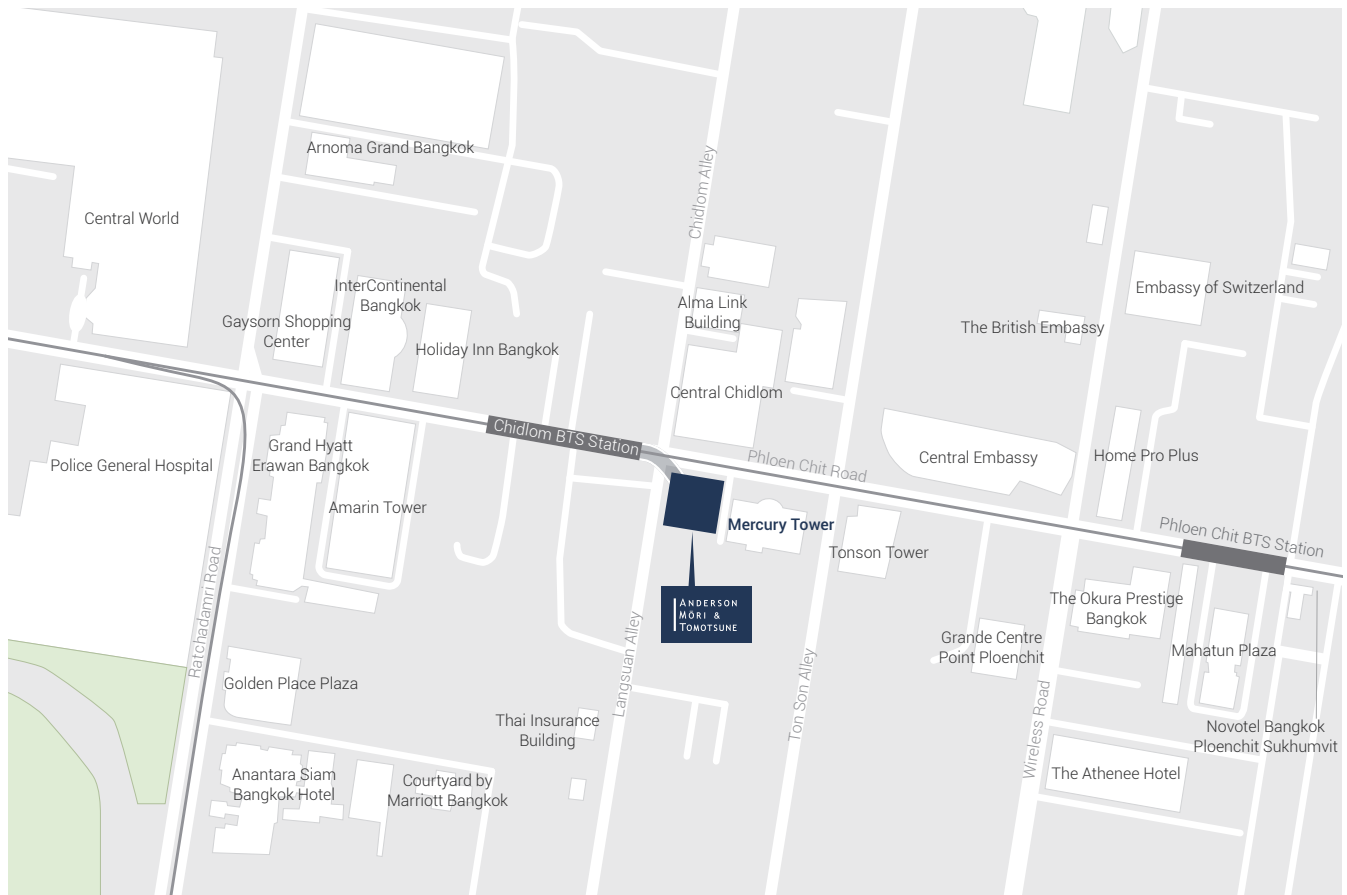 Arnoma Grand Bangkok
Chidlom Alley
Central World
InterContinental
Bangkok
Embassy of Switzerland
Alma Link
Building
Gaysorn Shopping
Center
The British Embassy
Holiday Inn Bangkok
Central Chidlom
Chidlom BTS Station
Grand Hyatt
Erawan Bangkok
Police General Hospital
Phloen Chit Road
Central Embassy
Home Pro Plus
Amarin Tower
Mercury Tower
Tonson Tower
Phloen Chit BTS Station
Ratchadamri Road
ANDERSON
MŌRI &
TOMOTSUNE
The Okura Prestige
Bangkok
Langsuan Alley
Grande Centre
Point Ploenchit
Mahatun Plaza
Golden Place Plaza
Ton Son Alley
Thai Insurance
Building
Wireless Road
Novotel Bangkok
Ploenchit Sukhumvit
Anantara Siam
Bangkok Hotel
Courtyard by
Marriott Bangkok
The Athenee Hotel